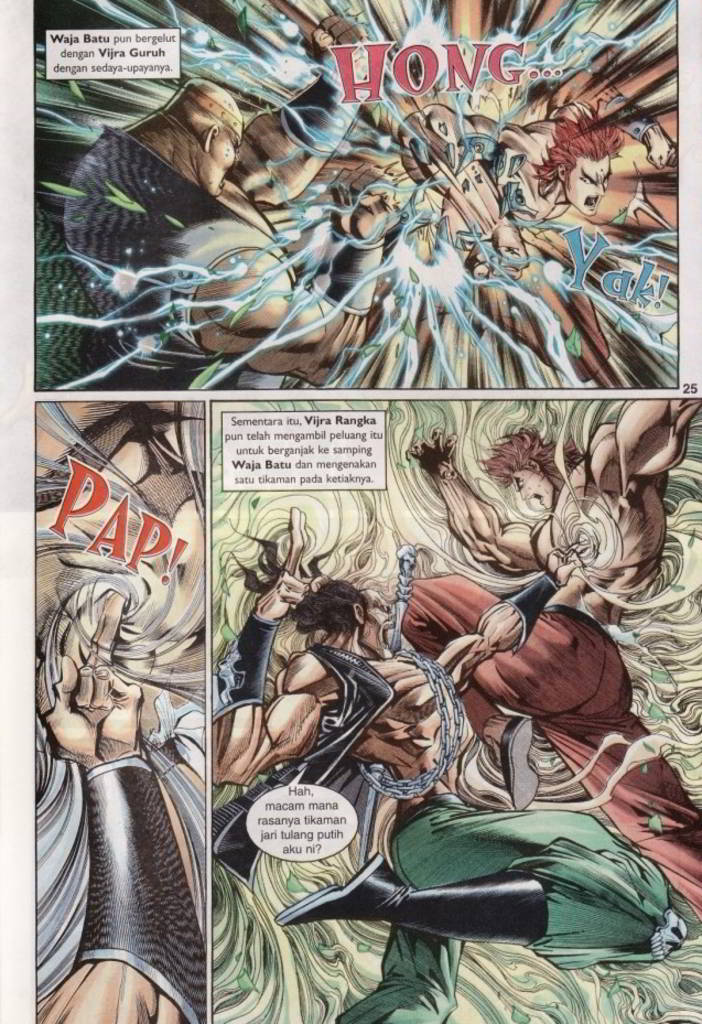 Waja Batu pun bergelut
dengan Vijra Guruh
dengan sedaya-upayanya.
HONG...
Yak!
25
PAP!
Sementara itu, Vijra Rangka
pun telah mengambil peluang itu
untuk berganjak ke samping
Waja Batu dan mengenakan
satu tikaman pada ketiaknya.
Hah,
macam mana
rasanya tikaman
jari tulang putih
aku ni?